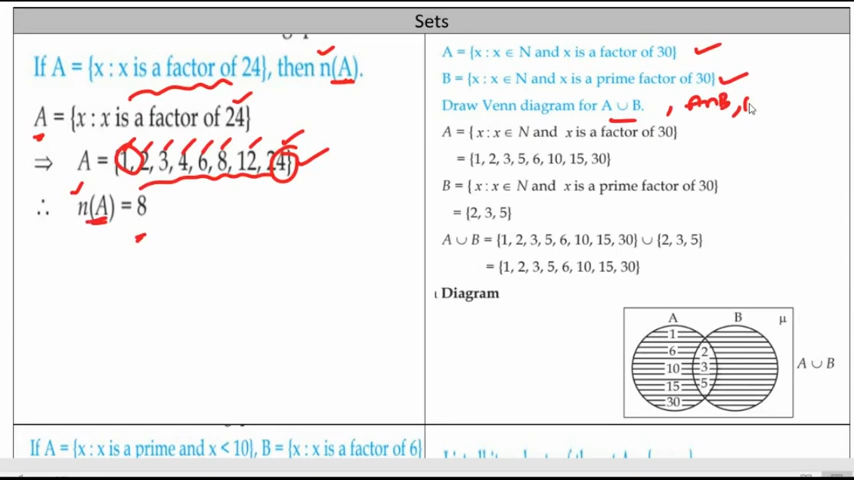 Sets
If A = {x : x is a factor of 24}, then n(A).
A = {x : x is a factor of 24}
⇒ A = {1, 2, 3, 4, 6, 8, 12, 24}
∴ n(A) = 8
A = {x : x ∈ N and x is a factor of 30}
B = {x : x ∈ N and x is a prime factor of 30}
Draw Venn diagram for A ∪ B. , A∩B, (
A = {x : x ∈ N and x is a factor of 30}
= {1, 2, 3, 5, 6, 10, 15, 30}
B = {x : x ∈ N and x is a prime factor of 30}
= {2, 3, 5}
A ∪ B = {1, 2, 3, 5, 6, 10, 15, 30} ∪ {2, 3, 5}
= {1, 2, 3, 5, 6, 10, 15, 30}
Diagram
A B μ
1
6 2
10 3
15 5
30
A ∪ B
If A = {x : x is a prime and x < 10}, B = {x : x is a factor of 6}